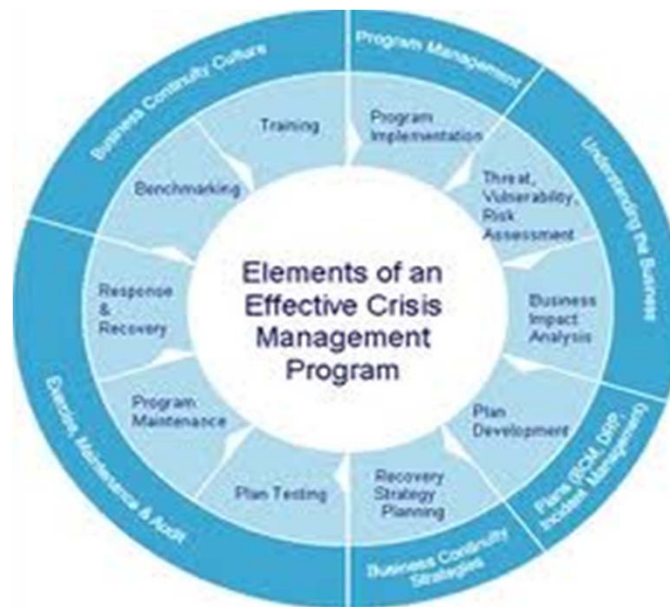 Elements of an
Effective Crisis
Management
Program
Program Management
Understanding the Business
Plans (BCM, DRP,
Incident Management)
Business Continuity
Strategies
Exercise, Maintenance & Audit
Business Continuity Culture
Program
Implementation
Threat,
Vulnerability,
Risk
Assessment
Business
Impact
Analysis
Plan
Development
Recovery
Strategy
Planning
Plan Testing
Program
Maintenance
Response
&
Recovery
Benchmarking
Training